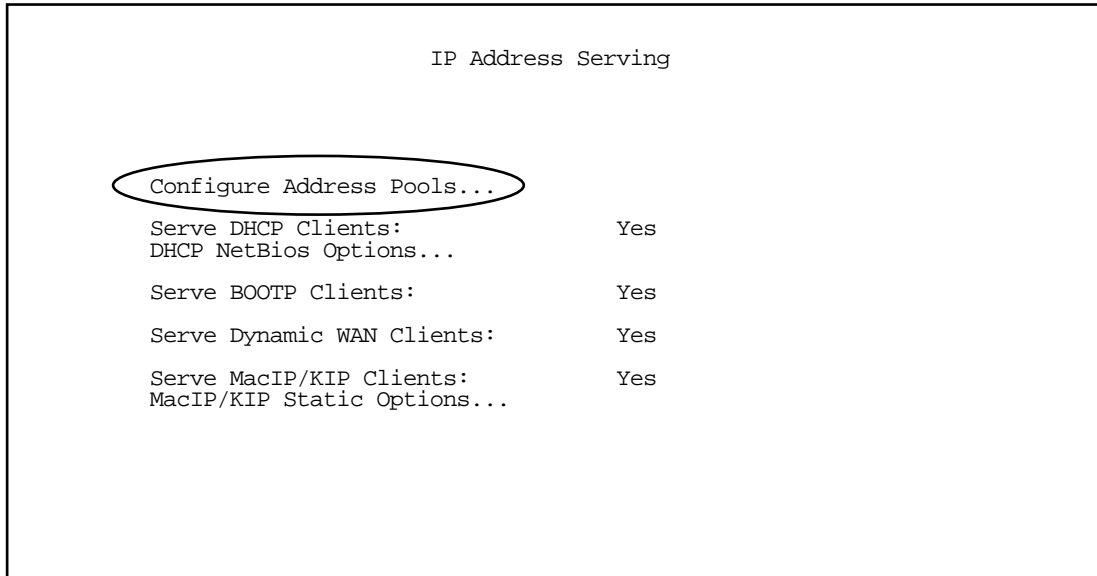 IP Address Serving
Configure Address Pools...
Serve DHCP Clients: Yes
DHCP NetBios Options...
Serve BOOTP Clients: Yes
Serve Dynamic WAN Clients: Yes
Serve MacIP/KIP Clients: Yes
MacIP/KIP Static Options...